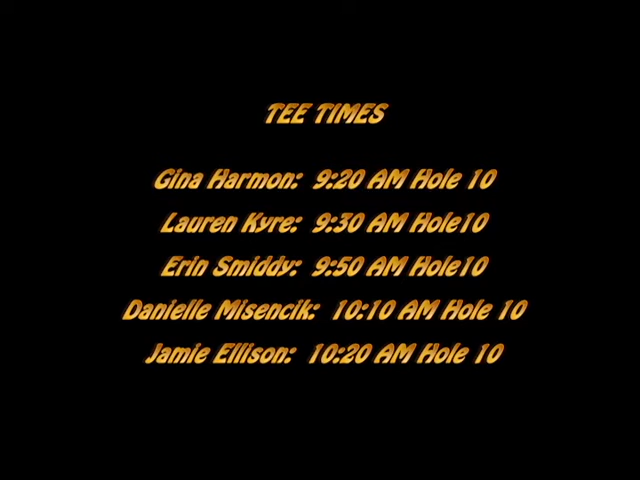 TEE TIMES
Gina Harmon: 9:20 AM Hole 10
Lauren Kyre: 9:30 AM Hole10
Erin Smiddy: 9:50 AM Hole10
Danielle Misencik: 10:10 AM Hole 10
Jamie Ellison: 10:20 AM Hole 10